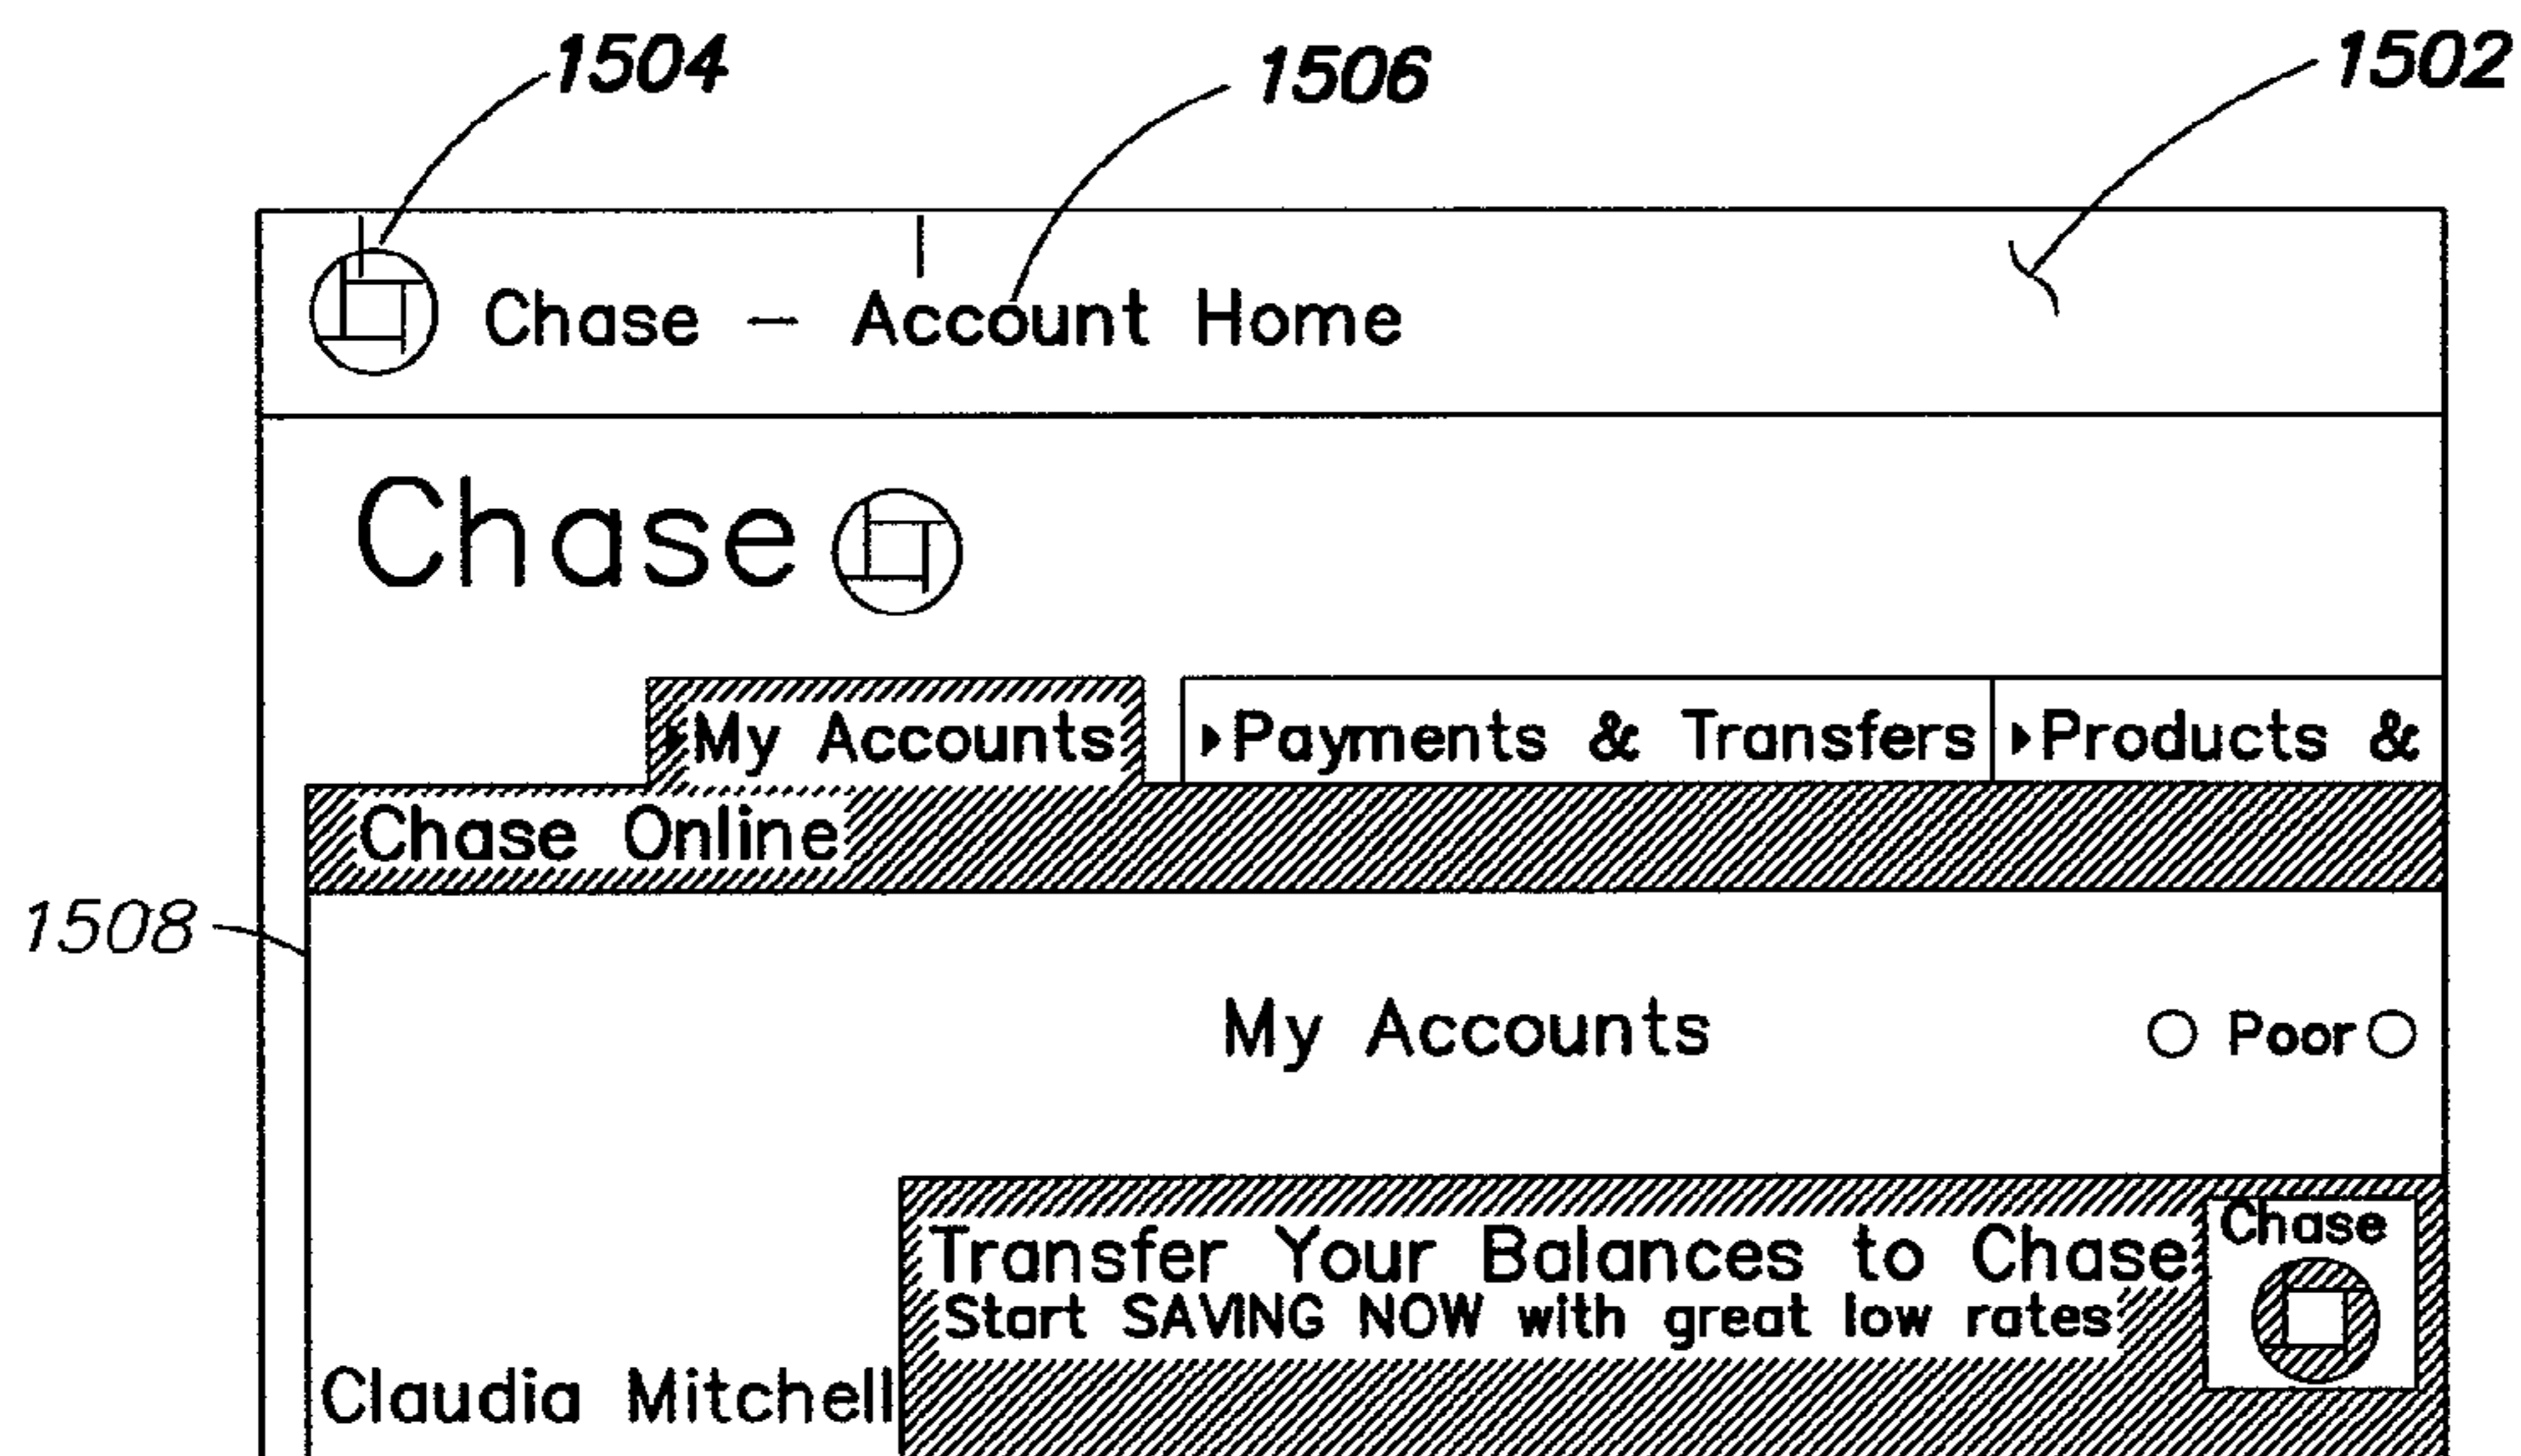 1504 1506 1502
Chase – Account Home
Chase
My Accounts ▸Payments & Transfers ▸Products &
Chase Online
1508
My Accounts ○ Poor ○
Transfer Your Balances to Chase Chase
Start SAVING NOW with great low rates
Claudia Mitchell